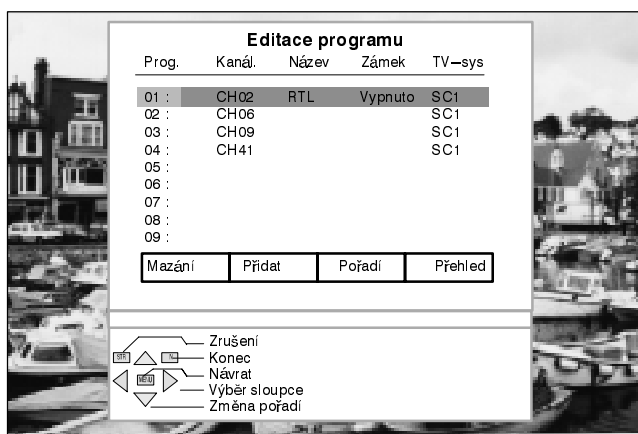 Editace programu
Prog. Kanál. Název Zámek TV–sys
01 : CH02 RTL Vypnuto SC1
02 : CH06 SC1
03 : CH09 SC1
04 : CH41 SC1
05 :
06 :
07 :
08 :
09 :
Mazání Přidat Pořadí Přehled
Zrušení
STR N Konec
Návrat
MENU
Výběr sloupce
Změna pořadí